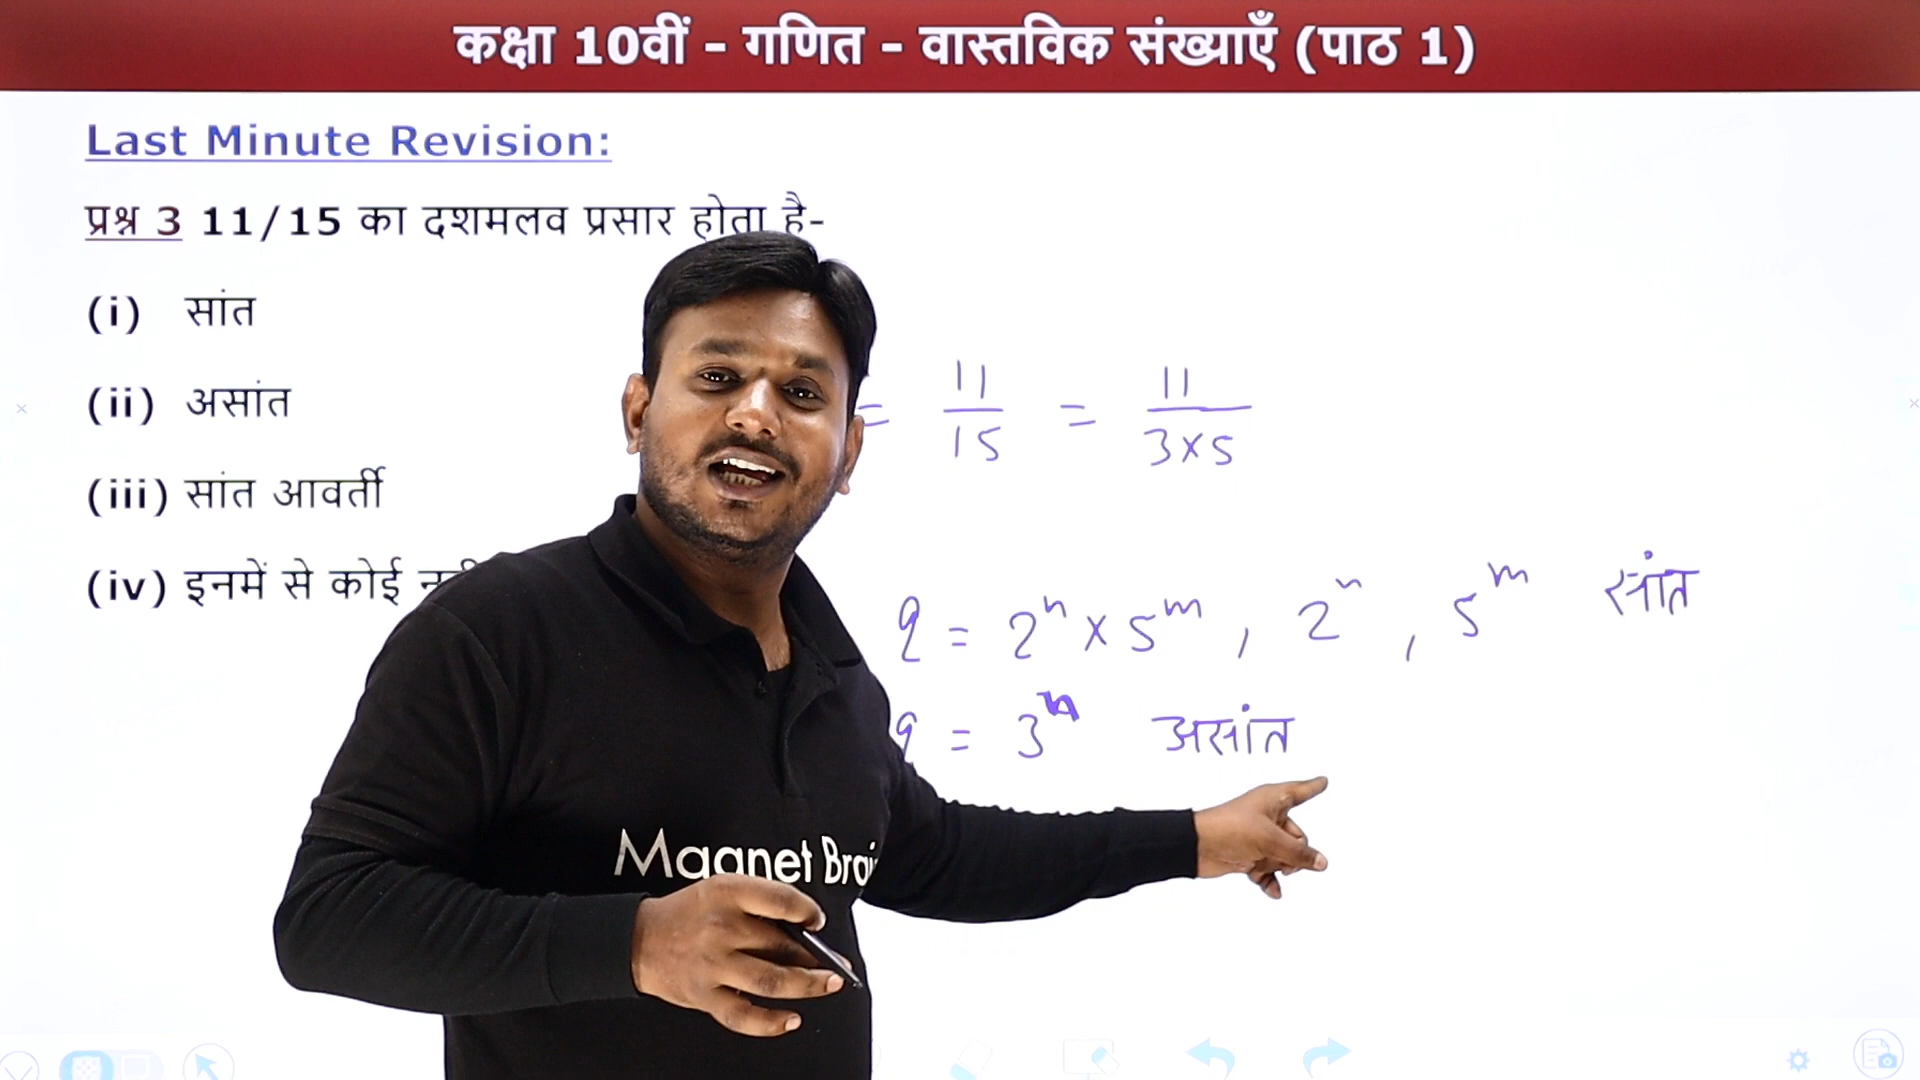 कक्षा 10वीं - गणित - वास्तविक संख्याएँ (पाठ 1)
Last Minute Revision:
प्रश्न 3 11/15 का दशमलव प्रसार होता है-
(i) सांत
(ii) असांत
(iii) सांत आवर्ती
(iv) इनमें से कोई
= 11/15 = 11/3×5
q = 2ⁿ × 5ᵐ , 2ⁿ , 5ᵐ सांत
q = 3ⁿ असांत
Magnet Brai